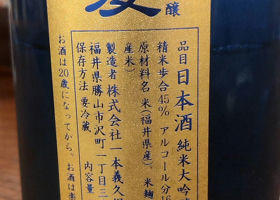 醸
品目 日本酒 純米大吟
精米歩合45% アルコール分16
原材料名 米(福井県産)、米麹
産米)
製造者 株式会社一本義久
福井県勝山市沢町一丁目三
保存方法 要冷蔵 内容量
お酒は20歳になってから。お酒は